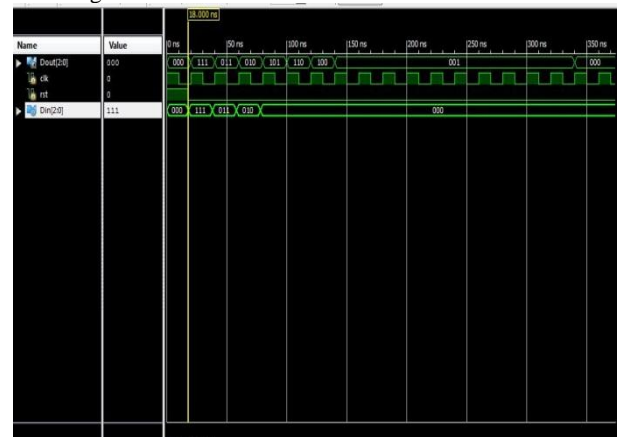 18.000 ns
Name Value 0 ns 50 ns 100 ns 150 ns 200 ns 250 ns 300 ns 350 ns
Dout[2:0] 000 000 111 011 010 101 110 100 001 000
clk 0
rst 0
Din[2:0] 111 000 111 011 010 000